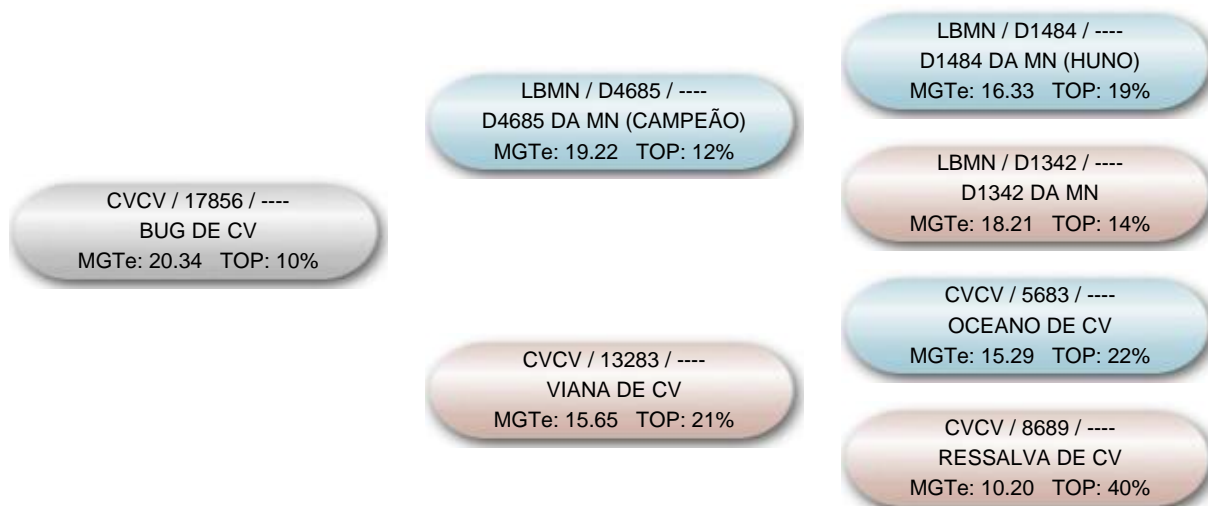 CVCV / 17856 / ----
BUG DE CV
MGTe: 20.34 TOP: 10%
LBMN / D4685 / ----
D4685 DA MN (CAMPEÃO)
MGTe: 19.22 TOP: 12%
CVCV / 13283 / ----
VIANA DE CV
MGTe: 15.65 TOP: 21%
LBMN / D1484 / ----
D1484 DA MN (HUNO)
MGTe: 16.33 TOP: 19%
LBMN / D1342 / ----
D1342 DA MN
MGTe: 18.21 TOP: 14%
CVCV / 5683 / ----
OCEANO DE CV
MGTe: 15.29 TOP: 22%
CVCV / 8689 / ----
RESSALVA DE CV
MGTe: 10.20 TOP: 40%